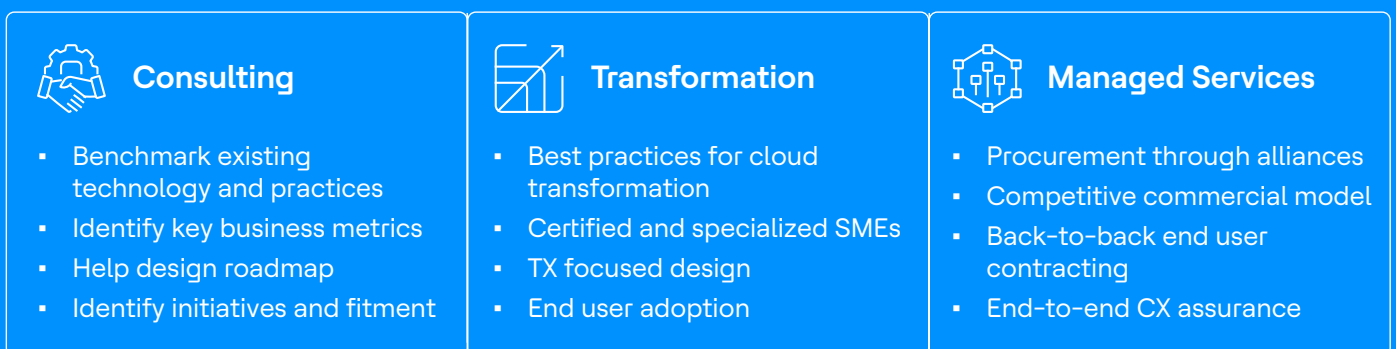 Consulting
▪ Benchmark existing
technology and practices
▪ Identify key business metrics
▪ Help design roadmap
▪ Identify initiatives and fitment
Transformation
▪ Best practices for cloud
transformation
▪ Certified and specialized SMEs
▪ TX focused design
▪ End user adoption
Managed Services
▪ Procurement through alliances
▪ Competitive commercial model
▪ Back-to-back end user
contracting
▪ End-to-end CX assurance